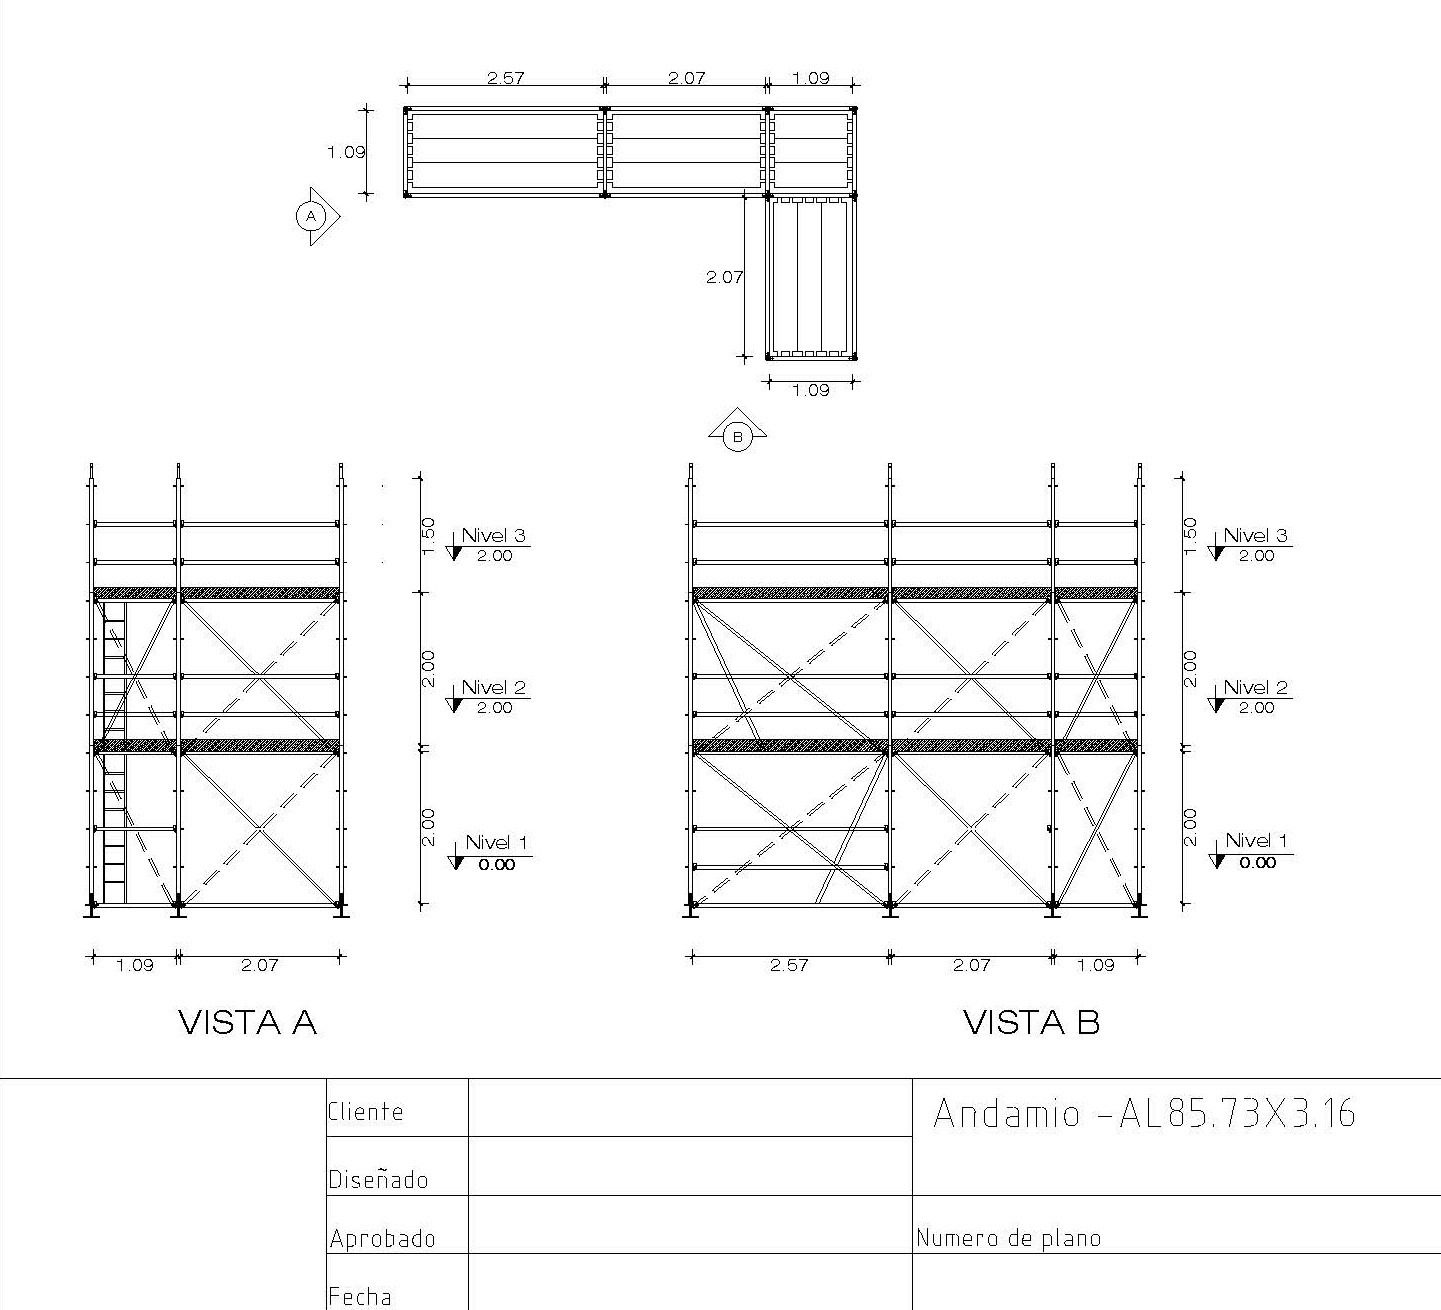 2.57 2.07 1.09
1.09
A
2.07
1.09
B
1.50
Nivel 3
2.00
2.00
Nivel 2
2.00
2.00
Nivel 1
0.00
1.09 2.07
VISTA A
1.50
Nivel 3
2.00
2.00
Nivel 2
2.00
2.00
Nivel 1
0.00
2.57 2.07 1.09
VISTA B
Cliente
Andamio -AL85.73X3.16
Diseñado
Aprobado
Numero de plano
Fecha